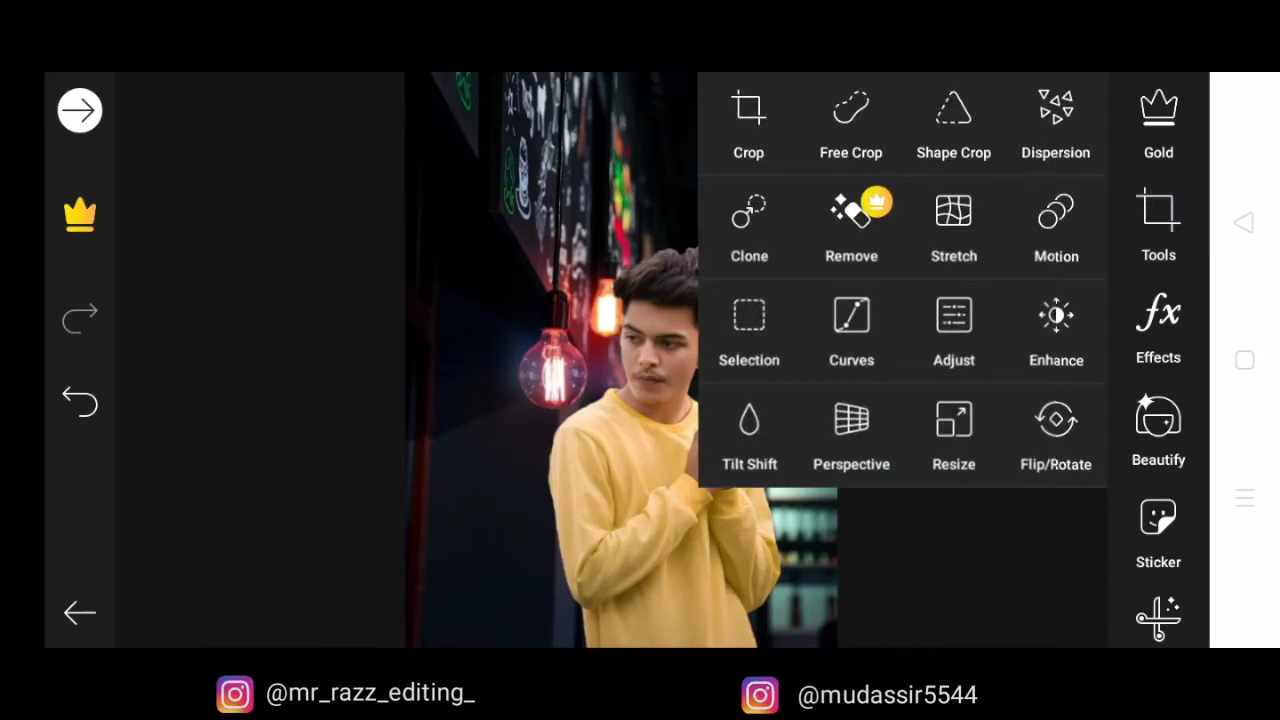 Crop Free Crop Shape Crop Dispersion Gold
Clone Remove Stretch Motion Tools
Selection Curves Adjust Enhance fx Effects
Tilt Shift Perspective Resize Flip/Rotate Beautify
Sticker
@mr_razz_editing_ @mudassir5544